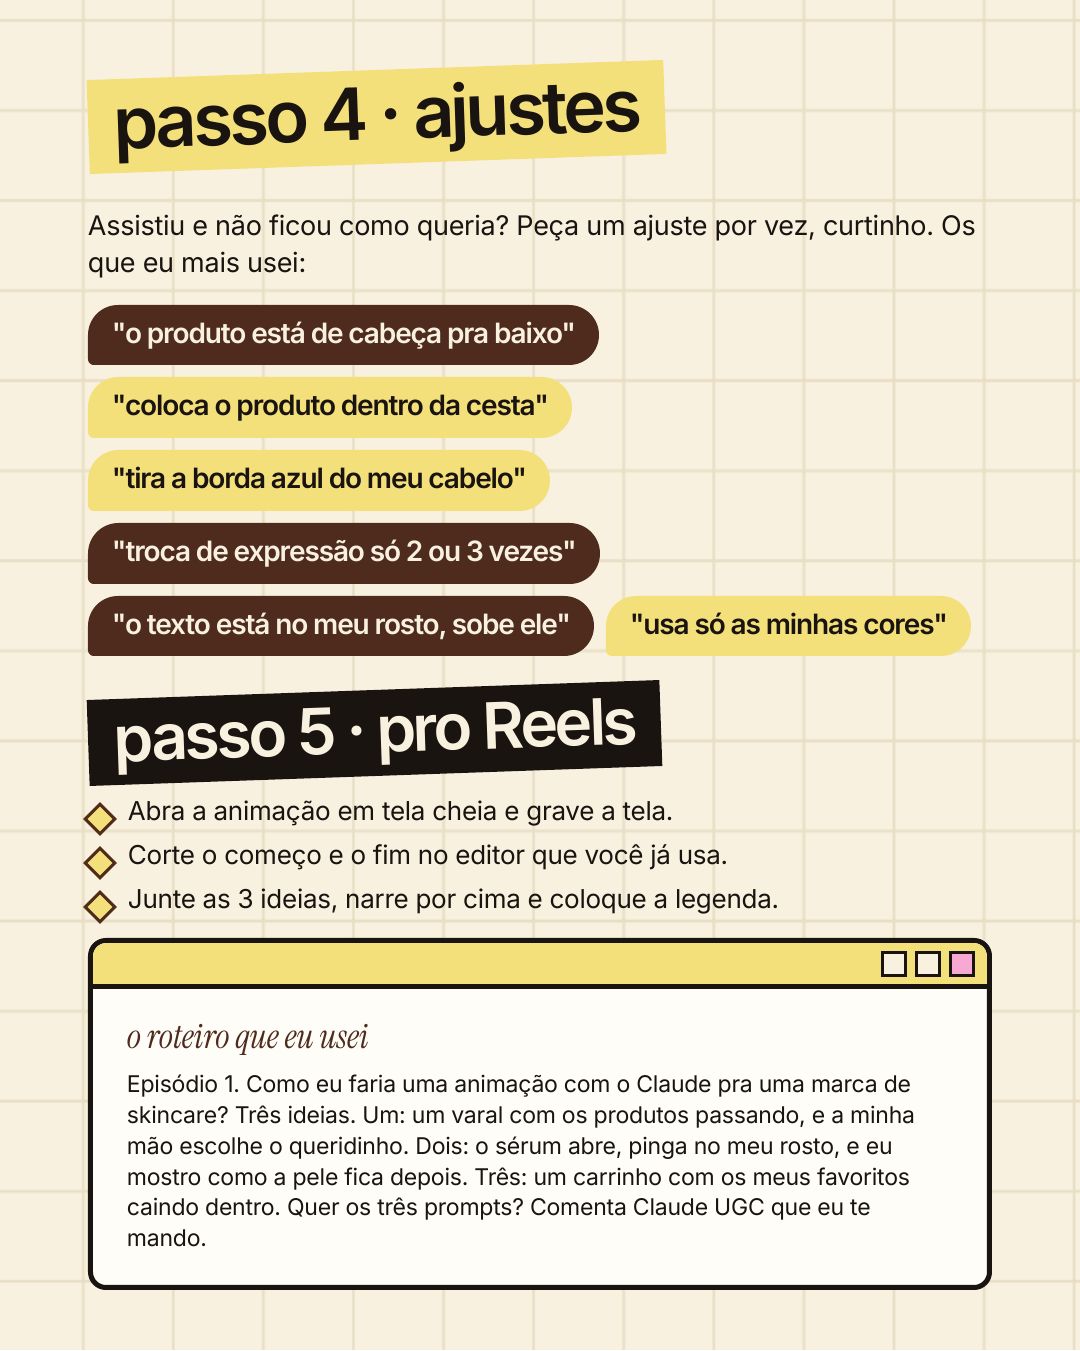 passo 4 · ajustes
Assistiu e não ficou como queria? Peça um ajuste por vez, curtinho. Os
que eu mais usei:
"o produto está de cabeça pra baixo"
"coloca o produto dentro da cesta"
"tira a borda azul do meu cabelo"
"troca de expressão só 2 ou 3 vezes"
"o texto está no meu rosto, sobe ele" "usa só as minhas cores"
passo 5 · pro Reels
Abra a animação em tela cheia e grave a tela.
Corte o começo e o fim no editor que você já usa.
Junte as 3 ideias, narre por cima e coloque a legenda.
o roteiro que eu usei
Episódio 1. Como eu faria uma animação com o Claude pra uma marca de
skincare? Três ideias. Um: um varal com os produtos passando, e a minha
mão escolhe o queridinho. Dois: o sérum abre, pinga no meu rosto, e eu
mostro como a pele fica depois. Três: um carrinho com os meus favoritos
caindo dentro. Quer os três prompts? Comenta Claude UGC que eu te
mando.